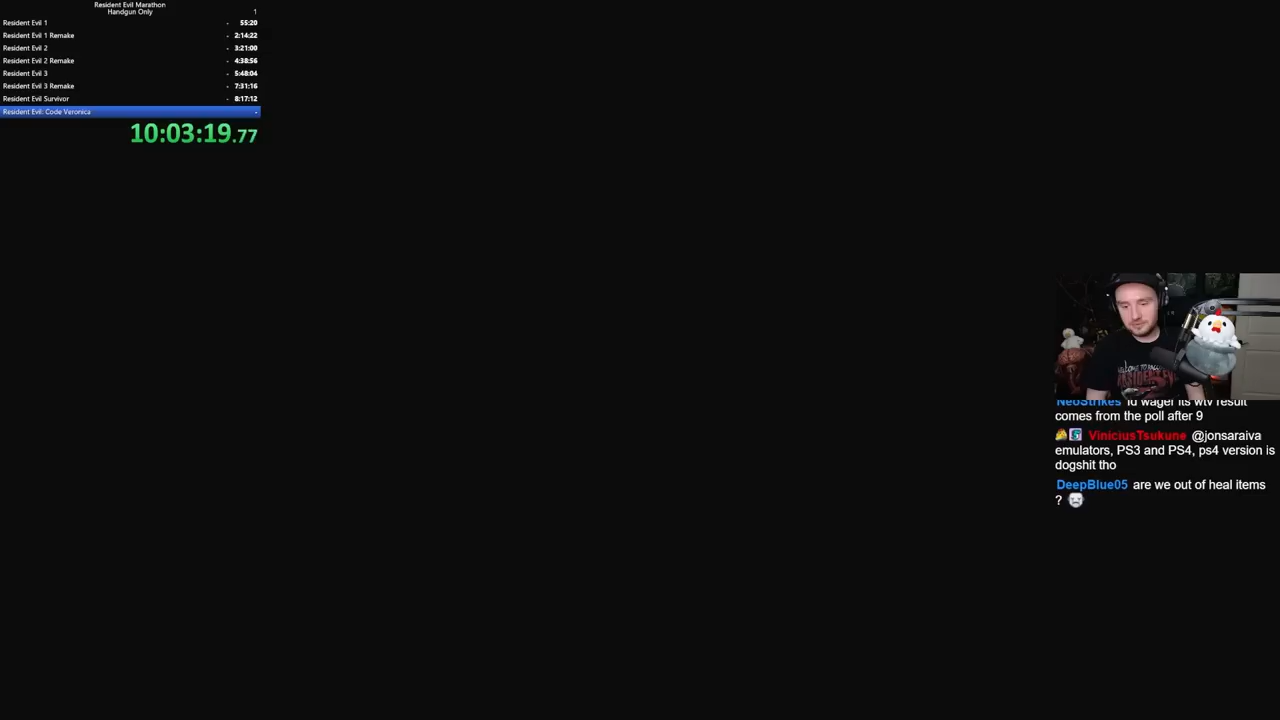 Resident Evil Marathon
Handgun Only 1
Resident Evil 1 - 55:20
Resident Evil 1 Remake - 2:14:22
Resident Evil 2 - 3:21:00
Resident Evil 2 Remake - 4:38:56
Resident Evil 3 - 5:48:04
Resident Evil 3 Remake - 7:31:16
Resident Evil Survivor - 8:17:12
Resident Evil: Code Veronica -
10:03:19.77
NeoStrikes Id wager its wtv result
comes from the poll after 9
ViniciusTsukune @jonsaraiva
emulators, PS3 and PS4, ps4 version is
dogshit tho
DeepBlue05 are we out of heal items
?